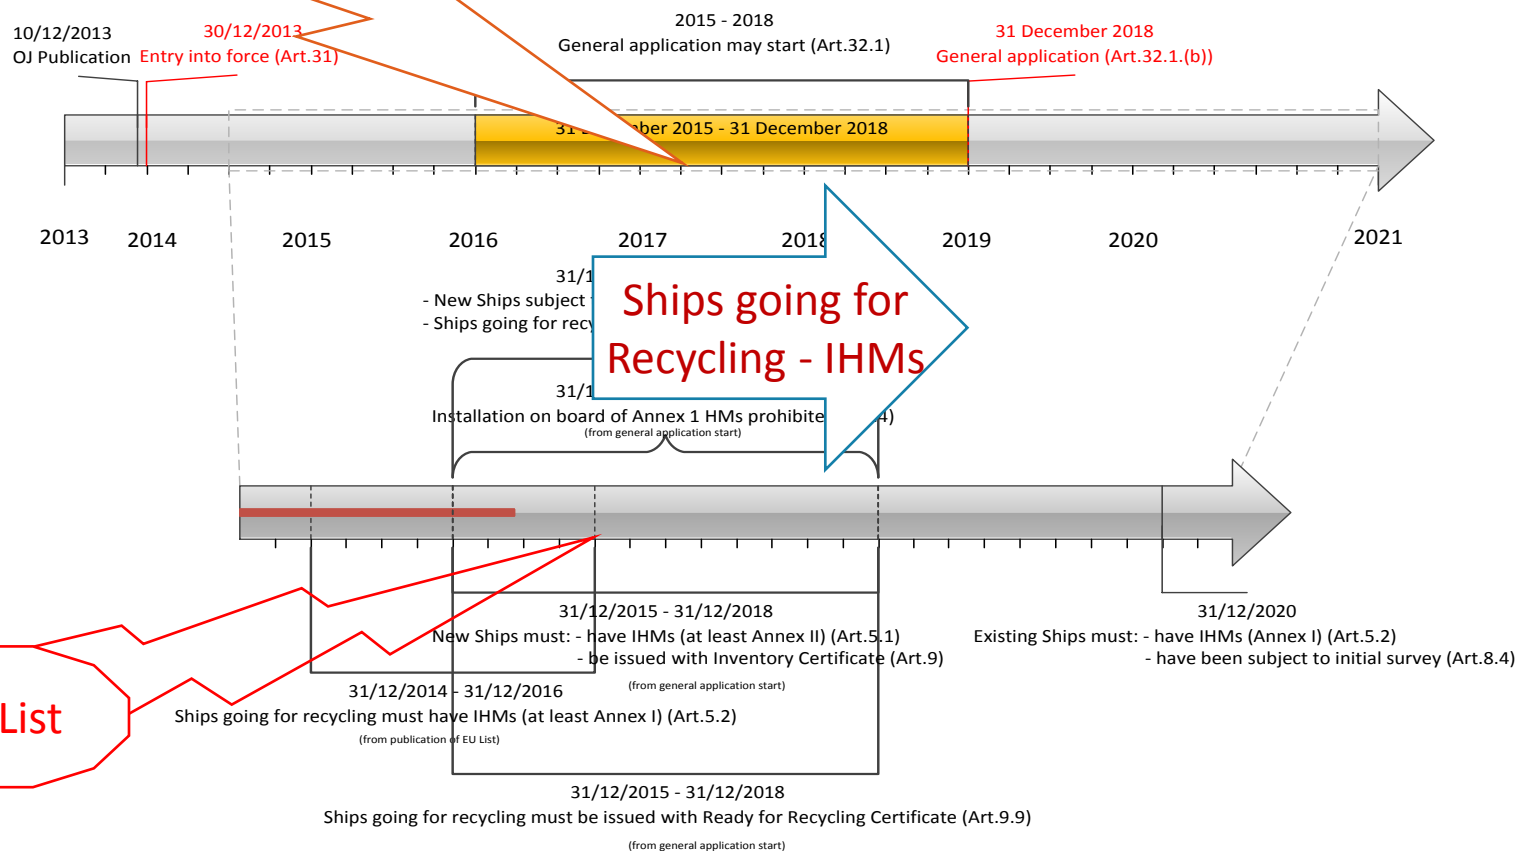 10/12/2013
OJ Publication
30/12/2013
Entry into force (Art.31)
2015 - 2018
General application may start (Art.32.1)
31 December 2018
General application (Art.32.1.(b))
31 ber 2015 - 31 December 2018
2013 2014 2015 2016 2017 2018 2019 2020 2021
31/1
- New Ships subject
- Ships going for recy
Ships going for
Recycling - IHMs
31/1
Installation on board of Annex 1 HMs prohibite 4)
(from general application start)
31/12/2015 - 31/12/2018
New Ships must: - have IHMs (at least Annex II) (Art.5.1)
- be issued with Inventory Certificate (Art.9)
(from general application start)
31/12/2020
Existing Ships must: - have IHMs (Annex I) (Art.5.2)
- have been subject to initial survey (Art.8.4)
List
31/12/2014 - 31/12/2016
Ships going for recycling must have IHMs (at least Annex I) (Art.5.2)
(from publication of EU List)
31/12/2015 - 31/12/2018
Ships going for recycling must be issued with Ready for Recycling Certificate (Art.9.9)
(from general application start)